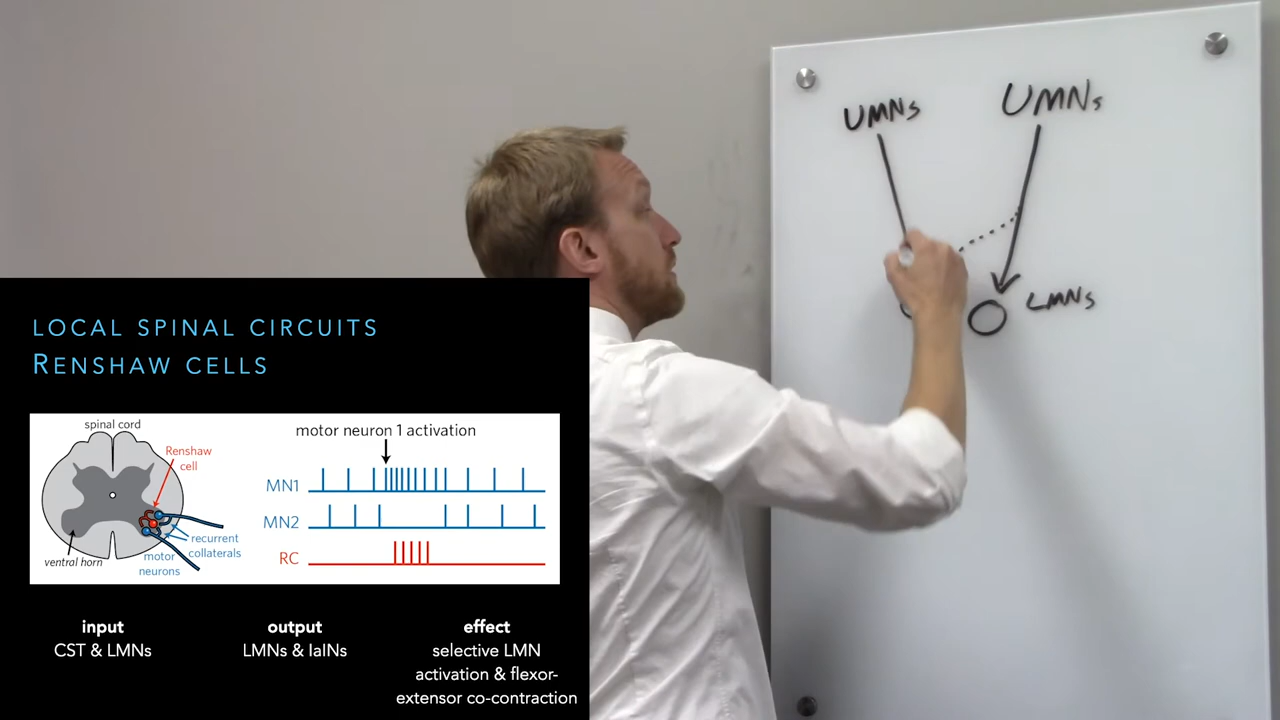 UMNs
UMNs
LMNs
LOCAL SPINAL CIRCUITS
RENSHAW CELLS
spinal cord
Renshaw
cell
recurrent
collaterals
motor
neurons
ventral horn
motor neuron 1 activation
MN1
MN2
RC
input
CST & LMNs
output
LMNs & IaINs
effect
selective LMN
activation & flexor-
extensor co-contraction